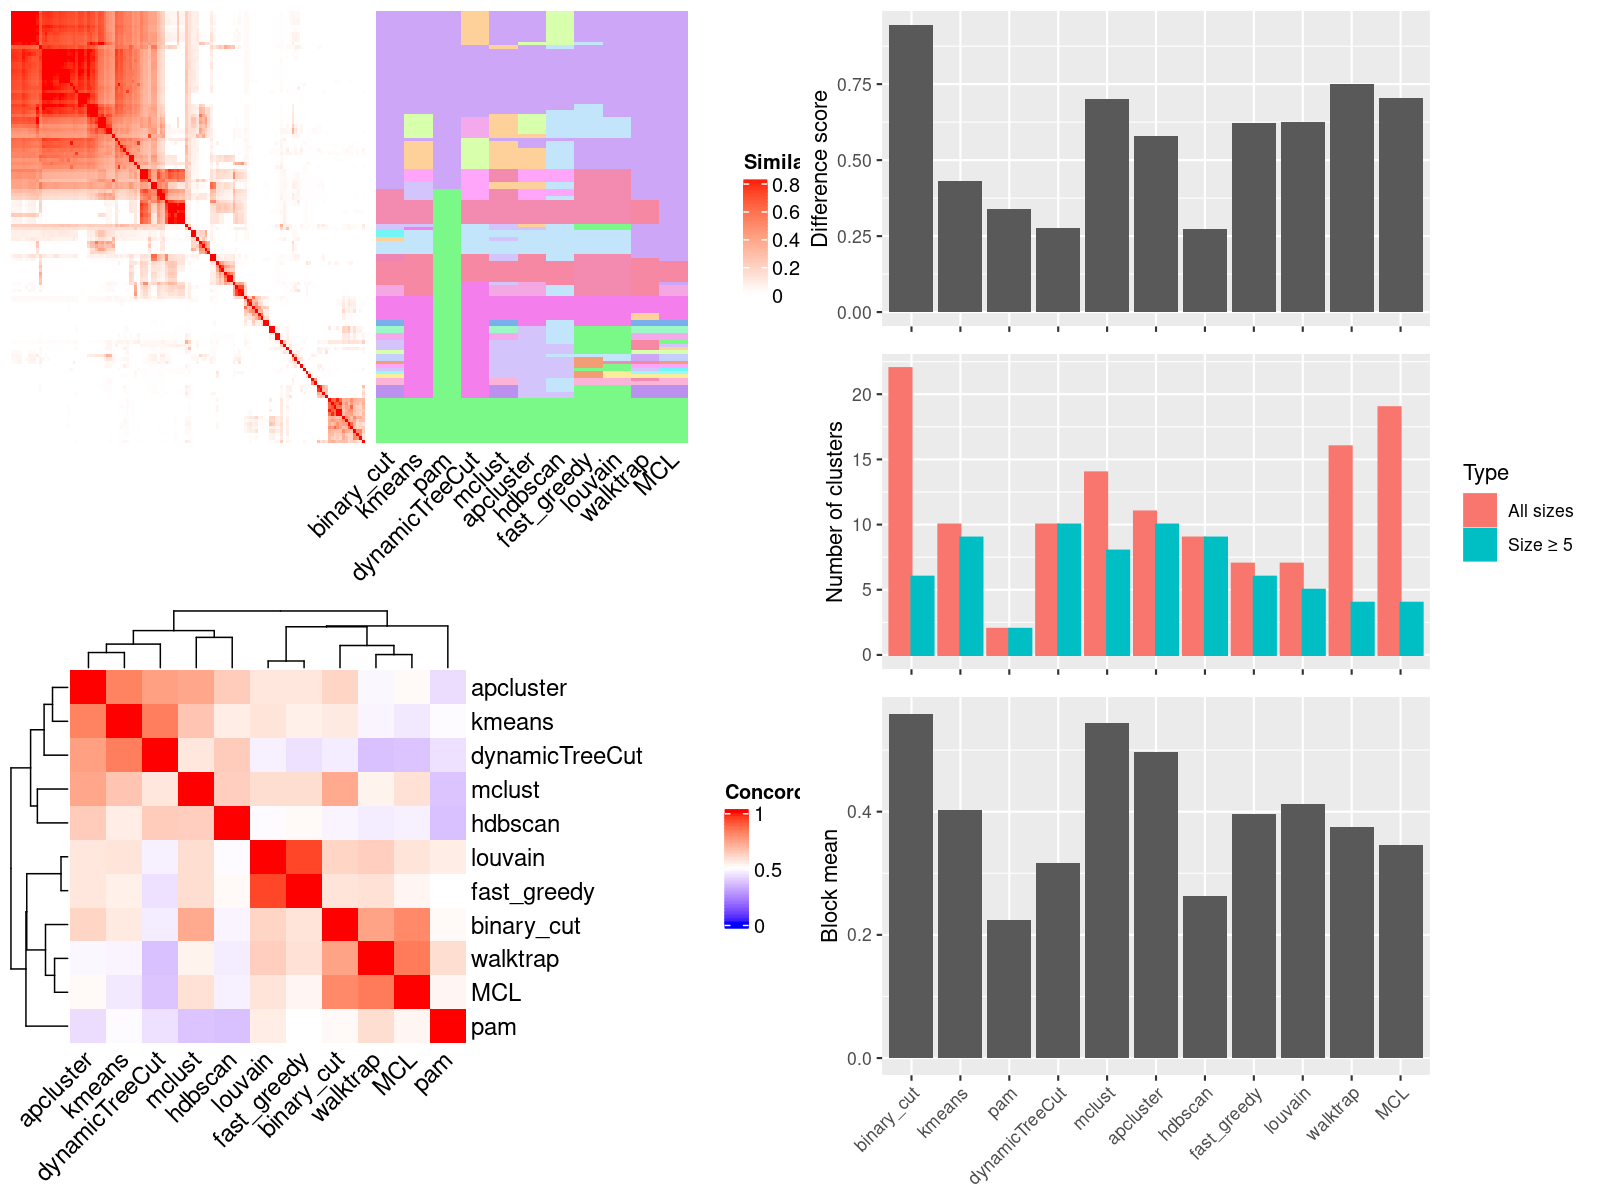 Simila
0.8
0.6
0.4
0.2
0
binary_cut
kmeans
pam
dynamicTreeCut
mclust
apcluster
hdbscan
fast_greedy
louvain
walktrap
MCL
apcluster
kmeans
dynamicTreeCut
mclust
hdbscan
louvain
fast_greedy
binary_cut
walktrap
MCL
pam
apcluster
kmeans
dynamicTreeCut
mclust
hdbscan
louvain
fast_greedy
binary_cut
walktrap
MCL
pam
Concord
1
0.5
0
Difference score
0.75
0.50
0.25
0.00
Number of clusters
20
15
10
5
0
Type
All sizes
Size ≥ 5
Block mean
0.4
0.2
0.0
binary_cut
kmeans
pam
dynamicTreeCut
mclust
apcluster
hdbscan
fast_greedy
louvain
walktrap
MCL